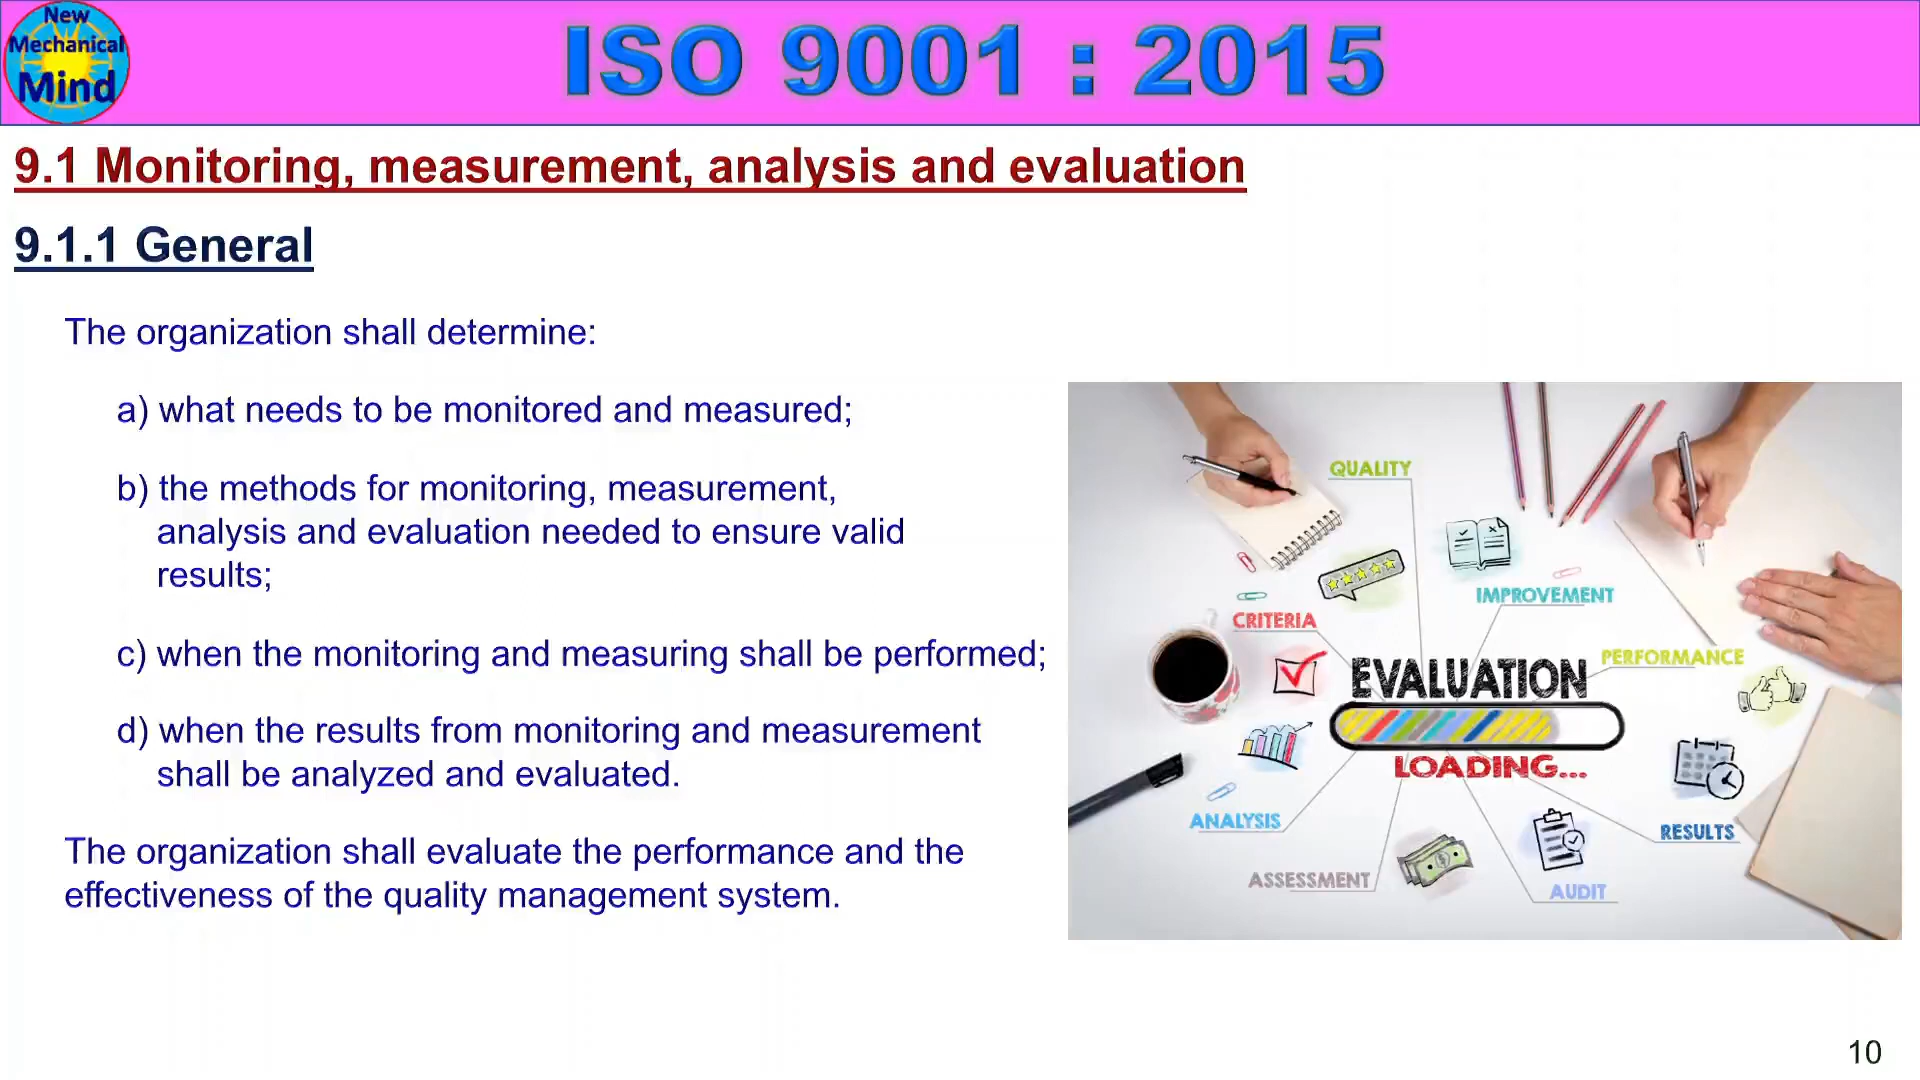 New
Mechanical
Mind
ISO 9001 : 2015
9.1 Monitoring, measurement, analysis and evaluation
9.1.1 General
The organization shall determine:
a) what needs to be monitored and measured;
b) the methods for monitoring, measurement,
analysis and evaluation needed to ensure valid
results;
c) when the monitoring and measuring shall be performed;
d) when the results from monitoring and measurement
shall be analyzed and evaluated.
The organization shall evaluate the performance and the
effectiveness of the quality management system.
QUALITY
IMPROVEMENT
CRITERIA
PERFORMANCE
EVALUATION
LOADING...
ANALYSIS
RESULTS
ASSESSMENT
AUDIT
10